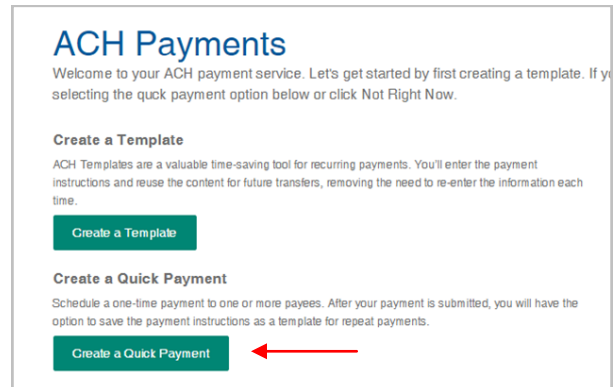 ACH Payments
Welcome to your ACH payment service. Let's get started by first creating a template. If
selecting the quck payment option below or click Not Right Now.
Create a Template
ACH Templates are a valuable time-saving tool for recurring payments. You'll enter the payment
instructions and reuse the content for future transfers, removing the need to re-enter the information each
time.
Create a Template
Create a Quick Payment
Schedule a one-time payment to one or more payees. After your payment is submitted, you will have the
option to save the payment instructions as a template for repeat payments.
Create a Quick Payment